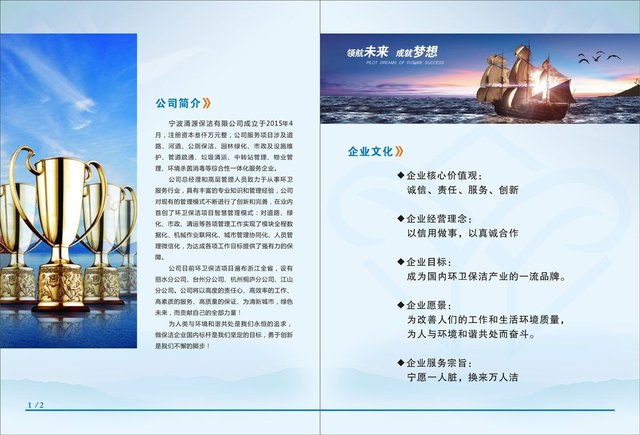 公司简介》
宁波涌源保洁有限公司成立于2015年4
月，注册资本叁仟万元整，公司服务项目涉及道
路、河道、公厕保洁、园林绿化、市政及设施维
护、管道疏通、垃圾清运、中转站管理、物业管
理、环境杀菌消毒等综合性一体化服务企业。
公司总经理和高层管理人员致力于从事环卫
服务行业，具有丰富的专业知识和管理经验，公司
对现有的管理模式不断进行了创新和完善，在业内
首创了环卫保洁项目智慧管理模式：对道路、绿
化、市政、清运等各项管理工作实现了模块全程数
据化、机械作业联网化、城市管理协同化、人员管
理微信化，为达成各项工作目标提供了强有力的保
障。
公司目前环卫保洁项目遍布浙江全省，设有
丽水分公司、台州分公司、杭州桐庐分公司、江山
分公司。公司将以高度的责任心、高效率的工作、
高素质的服务、高质量的保证、为清新城市，绿色
未来，而贡献自己的全部力量！
为人类与环境和谐共处是我们永恒的追求，
做保洁企业国内标杆是我们坚定的目标，勇于创新
是我们不懈的脚步！
1 / 2
领航未来 成就梦想
PILOT DREAMS OF FUTURE SUCCESS
企业文化》
◆企业核心价值观：
诚信、责任、服务、创新
◆企业经营理念：
以信用做事，以真诚合作
◆企业目标：
成为国内环卫保洁产业的一流品牌。
◆企业愿景：
为改善人们的工作和生活环境质量，
为人与环境和谐共处而奋斗。
◆企业服务宗旨：
宁愿一人脏，换来万人洁